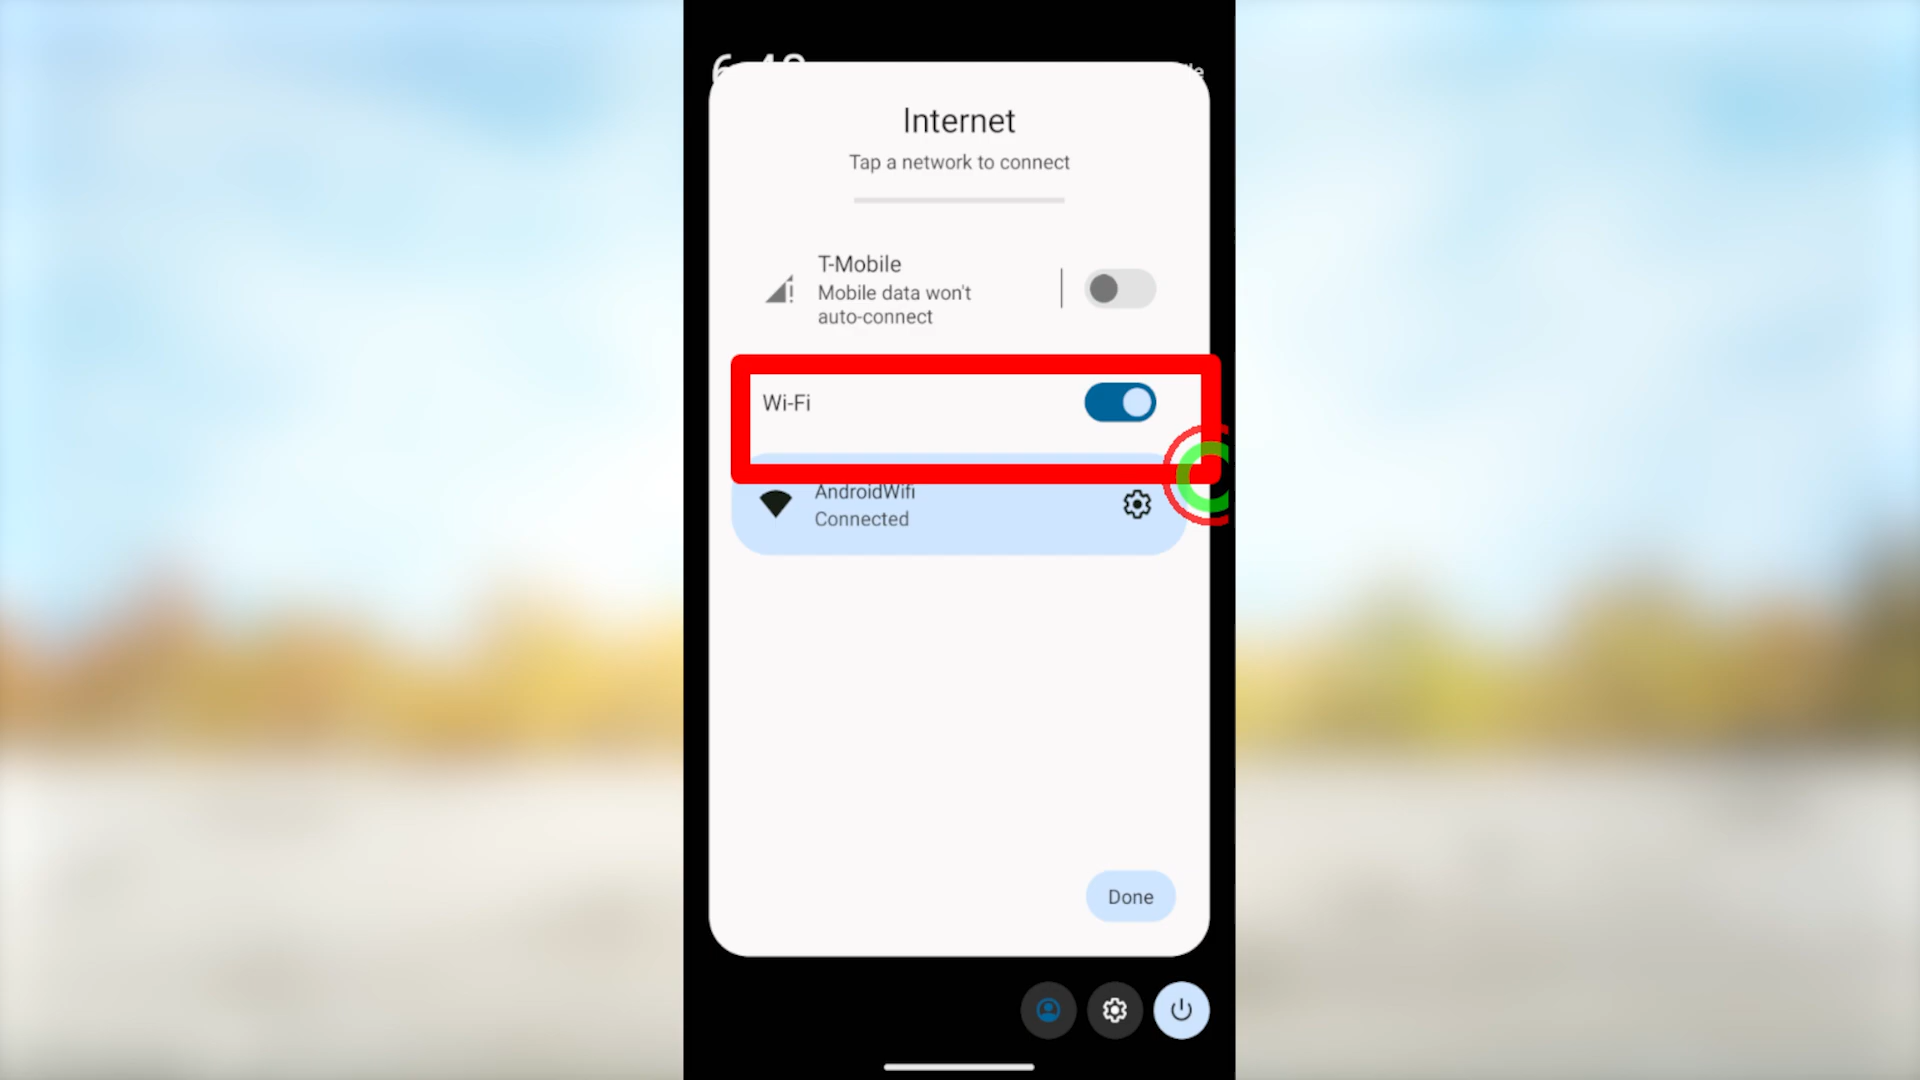 Internet
Tap a network to connect
T-Mobile
Mobile data won't
auto-connect
Wi-Fi
AndroidWifi
Connected
Done